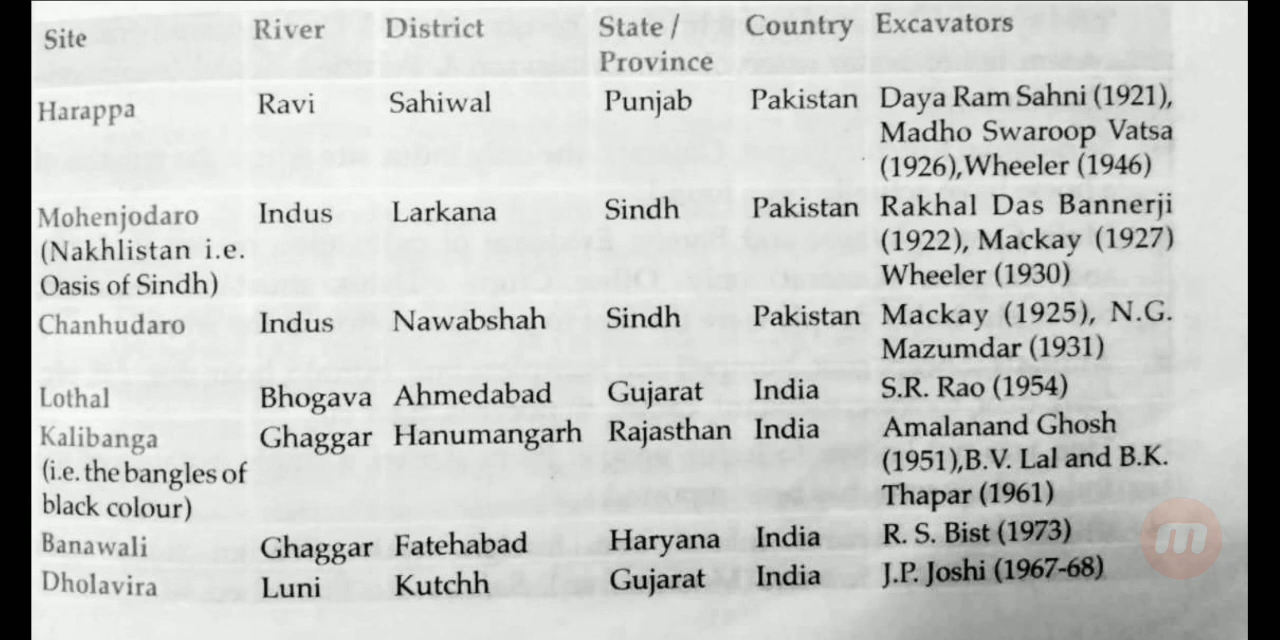 Site River District State / Country Excavators
Province
Harappa Ravi Sahiwal Punjab Pakistan Daya Ram Sahni (1921),
Madho Swaroop Vatsa
(1926),Wheeler (1946)
Mohenjodaro Indus Larkana Sindh Pakistan Rakhal Das Bannerji
(Nakhlistan i.e. (1922), Mackay (1927)
Oasis of Sindh) Wheeler (1930)
Chanhudaro Indus Nawabshah Sindh Pakistan Mackay (1925), N.G.
Mazumdar (1931)
Lothal Bhogava Ahmedabad Gujarat India S.R. Rao (1954)
Kalibanga Ghaggar Hanumangarh Rajasthan India Amalanand Ghosh
(i.e. the bangles of (1951),B.V. Lal and B.K.
black colour) Thapar (1961)
Banawali Ghaggar Fatehabad Haryana India R. S. Bist (1973)
Dholavira Luni Kutchh Gujarat India J.P. Joshi (1967-68)